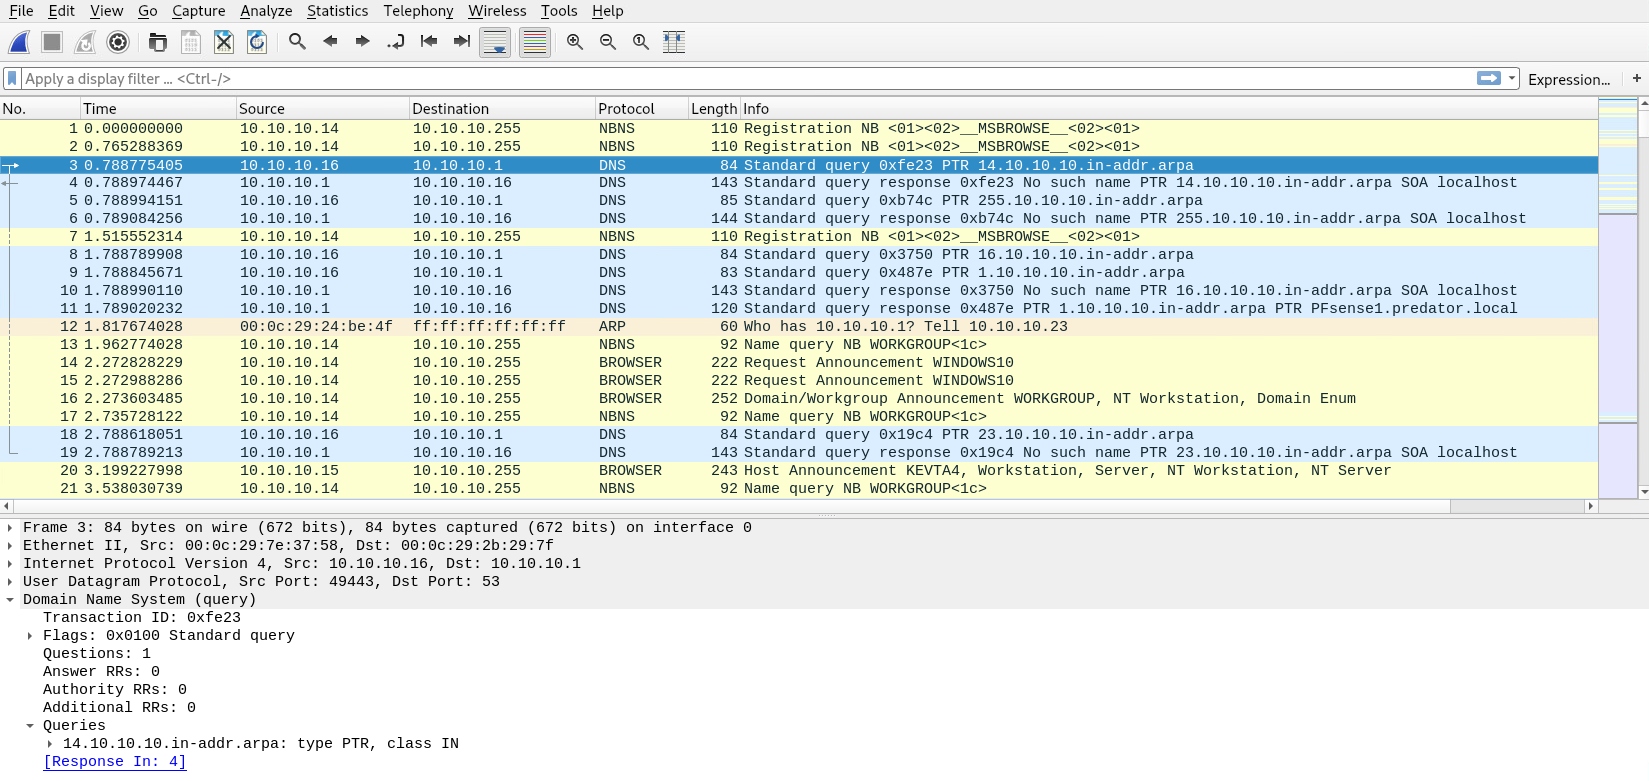 File Edit View Go Capture Analyze Statistics Telephony Wireless Tools Help
Apply a display filter ... <Ctrl-/> Expression... +
No. Time Source Destination Protocol Length Info
1 0.000000000 10.10.10.14 10.10.10.255 NBNS 110 Registration NB <01><02>__MSBROWSE__<02><01>
2 0.765288369 10.10.10.14 10.10.10.255 NBNS 110 Registration NB <01><02>__MSBROWSE__<02><01>
3 0.788775405 10.10.10.16 10.10.10.1 DNS 84 Standard query 0xfe23 PTR 14.10.10.10.in-addr.arpa
4 0.788974467 10.10.10.1 10.10.10.16 DNS 143 Standard query response 0xfe23 No such name PTR 14.10.10.10.in-addr.arpa SOA localhost
5 0.788994151 10.10.10.16 10.10.10.1 DNS 85 Standard query 0xb74c PTR 255.10.10.10.in-addr.arpa
6 0.789084256 10.10.10.1 10.10.10.16 DNS 144 Standard query response 0xb74c No such name PTR 255.10.10.10.in-addr.arpa SOA localhost
7 1.515552314 10.10.10.14 10.10.10.255 NBNS 110 Registration NB <01><02>__MSBROWSE__<02><01>
8 1.788789908 10.10.10.16 10.10.10.1 DNS 84 Standard query 0x3750 PTR 16.10.10.10.in-addr.arpa
9 1.788845671 10.10.10.16 10.10.10.1 DNS 83 Standard query 0x487e PTR 1.10.10.10.in-addr.arpa
10 1.788990110 10.10.10.1 10.10.10.16 DNS 143 Standard query response 0x3750 No such name PTR 16.10.10.10.in-addr.arpa SOA localhost
11 1.789020232 10.10.10.1 10.10.10.16 DNS 120 Standard query response 0x487e PTR 1.10.10.10.in-addr.arpa PTR PFsense1.predator.local
12 1.817674028 00:0c:29:24:be:4f ff:ff:ff:ff:ff:ff ARP 60 Who has 10.10.10.1? Tell 10.10.10.23
13 1.962774028 10.10.10.14 10.10.10.255 NBNS 92 Name query NB WORKGROUP<1c>
14 2.272828229 10.10.10.14 10.10.10.255 BROWSER 222 Request Announcement WINDOWS10
15 2.272988286 10.10.10.14 10.10.10.255 BROWSER 222 Request Announcement WINDOWS10
16 2.273603485 10.10.10.14 10.10.10.255 BROWSER 252 Domain/Workgroup Announcement WORKGROUP, NT Workstation, Domain Enum
17 2.735728122 10.10.10.14 10.10.10.255 NBNS 92 Name query NB WORKGROUP<1c>
18 2.788618051 10.10.10.16 10.10.10.1 DNS 84 Standard query 0x19c4 PTR 23.10.10.10.in-addr.arpa
19 2.788789213 10.10.10.1 10.10.10.16 DNS 143 Standard query response 0x19c4 No such name PTR 23.10.10.10.in-addr.arpa SOA localhost
20 3.199227998 10.10.10.15 10.10.10.255 BROWSER 243 Host Announcement KEVTA4, Workstation, Server, NT Workstation, NT Server
21 3.538030739 10.10.10.14 10.10.10.255 NBNS 92 Name query NB WORKGROUP<1c>
Frame 3: 84 bytes on wire (672 bits), 84 bytes captured (672 bits) on interface 0
Ethernet II, Src: 00:0c:29:7e:37:58, Dst: 00:0c:29:2b:29:7f
Internet Protocol Version 4, Src: 10.10.10.16, Dst: 10.10.10.1
User Datagram Protocol, Src Port: 49443, Dst Port: 53
Domain Name System (query)
Transaction ID: 0xfe23
Flags: 0x0100 Standard query
Questions: 1
Answer RRs: 0
Authority RRs: 0
Additional RRs: 0
Queries
14.10.10.10.in-addr.arpa: type PTR, class IN
[Response In: 4]